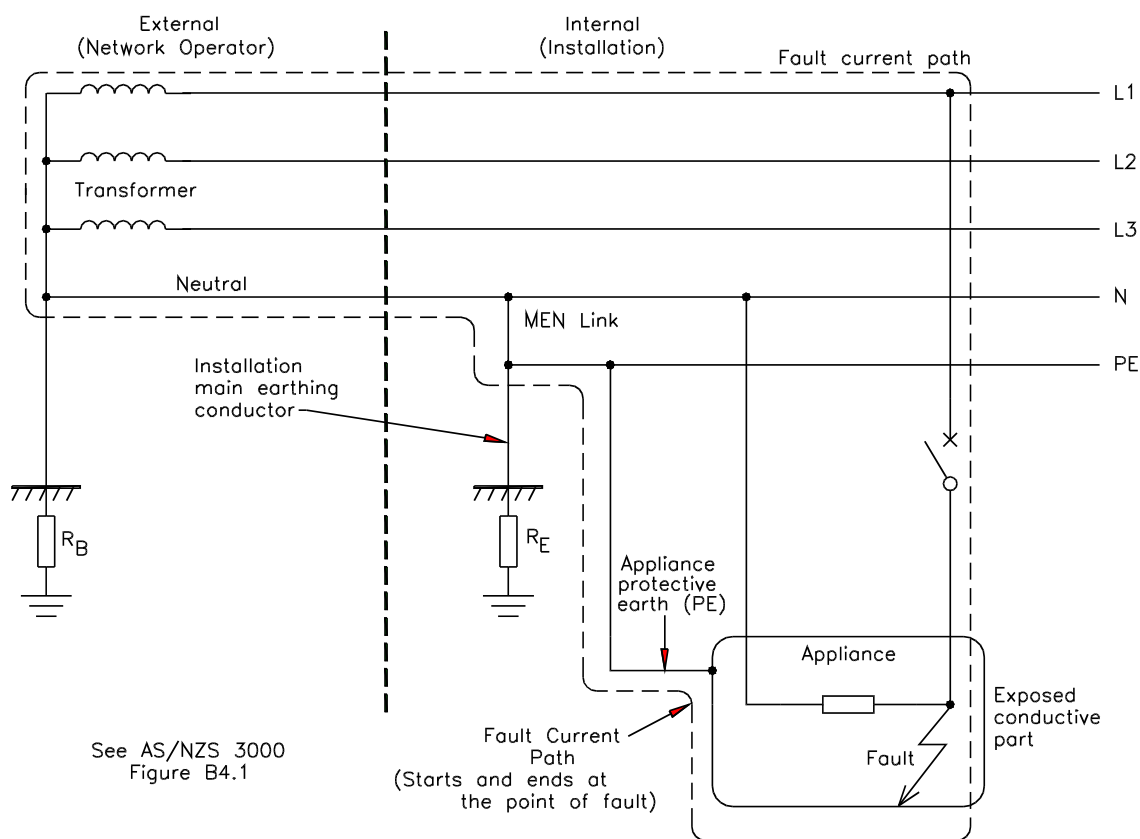 External
(Network Operator)
Internal
(Installation)
Fault current path
L1
L2
Transformer
L3
Neutral
N
MEN Link
PE
Installation
main earthing
conductor
RB
RE
Appliance
protective
earth (PE)
Appliance
Exposed
conductive
part
Fault
Fault Current
Path
(Starts and ends at
the point of fault)
See AS/NZS 3000
Figure B4.1